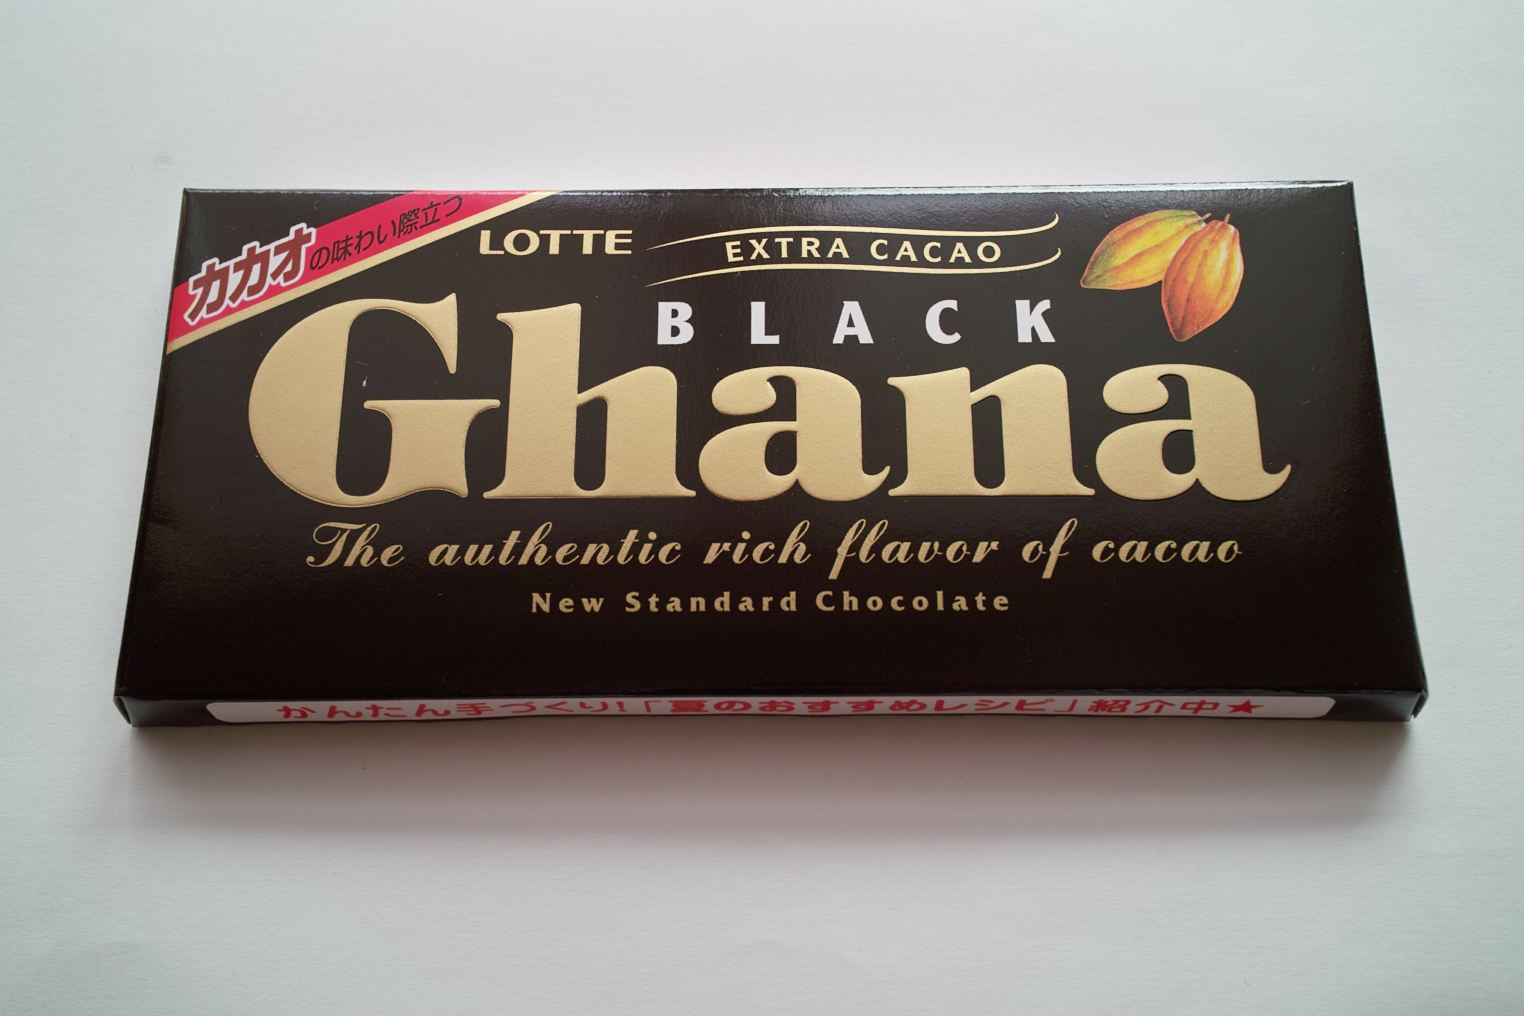 カカオの味わい際立つ
LOTTE
EXTRA CACAO
BLACK
Ghana
The authentic rich flavor of cacao
New Standard Chocolate
かんたん手づくり!「夏のおすすめレシピ」紹介中★